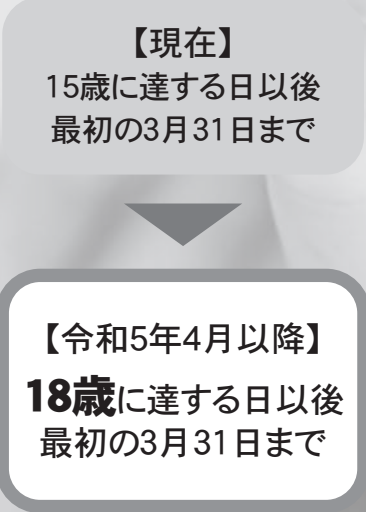 【現在】
15歳に達する日以後
最初の3月31日まで
【令和5年4月以降】
18歳に達する日以後
最初の3月31日まで